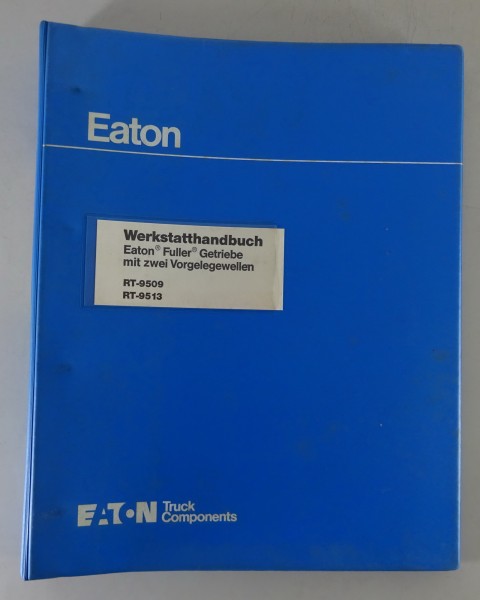 Eaton
Werkstatthandbuch
Eaton® Fuller® Getriebe
mit zwei Vorgelegewellen
RT-9509
RT-9513
EATON Truck
Components